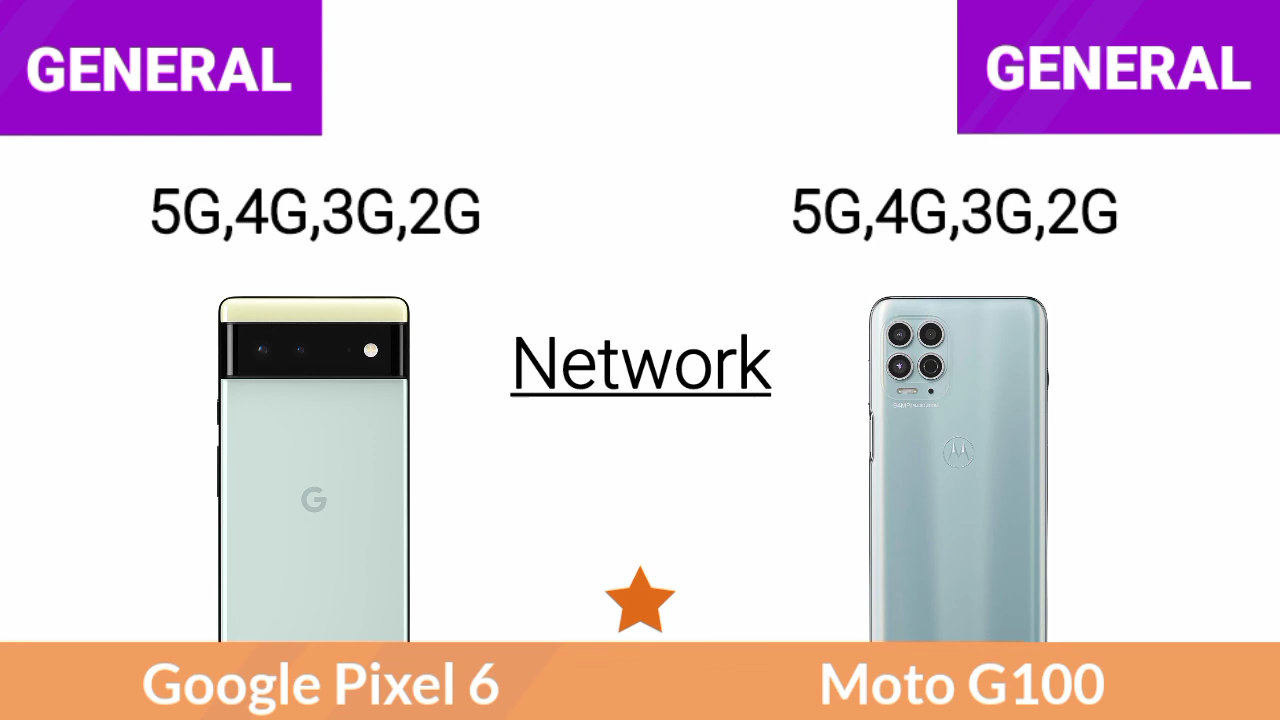 GENERAL
GENERAL
5G,4G,3G,2G
5G,4G,3G,2G
Network
G
Google Pixel 6
Moto G100